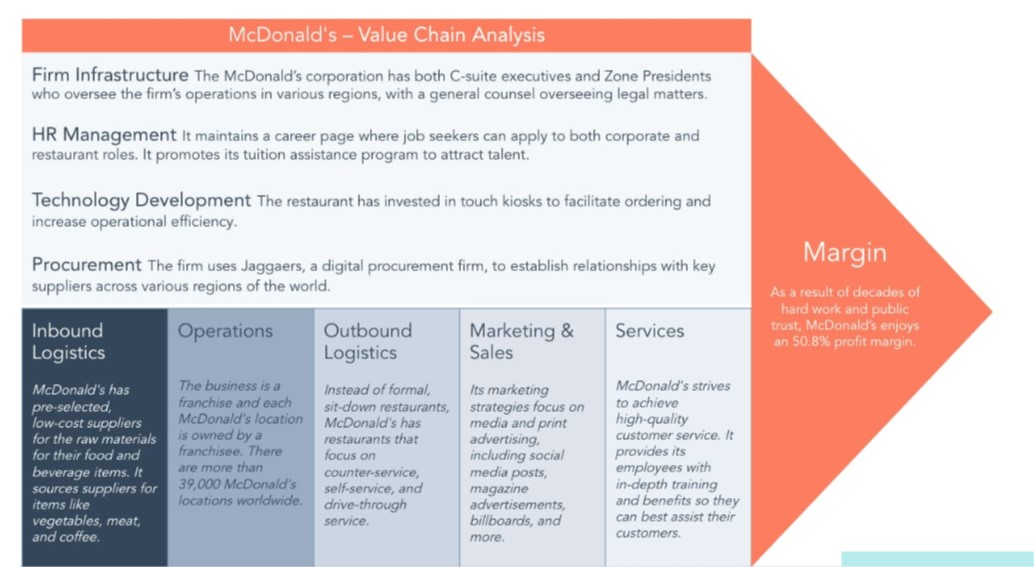 McDonald's – Value Chain Analysis
Firm Infrastructure The McDonald's corporation has both C-suite executives and Zone Presidents
who oversee the firm's operations in various regions, with a general counsel overseeing legal matters.
HR Management It maintains a career page where job seekers can apply to both corporate and
restaurant roles. It promotes its tuition assistance program to attract talent.
Technology Development The restaurant has invested in touch kiosks to facilitate ordering and
increase operational efficiency.
Procurement The firm uses Jaggaers, a digital procurement firm, to establish relationships with key
suppliers across various regions of the world.
Inbound
Logistics
McDonald's has
pre-selected,
low-cost suppliers
for the raw materials
for their food and
beverage items. It
sources suppliers for
items like
vegetables, meat,
and coffee.
Operations
The business is a
franchise and each
McDonald's location
is owned by a
franchisee. There
are more than
39,000 McDonald's
locations worldwide.
Outbound
Logistics
Instead of formal,
sit-down restaurants,
McDonald's has
restaurants that
focus on
counter-service,
self-service, and
drive-through
service.
Marketing &
Sales
Its marketing
strategies focus on
media and print
advertising,
including social
media posts,
magazine
advertisements,
billboards, and
more.
Services
McDonald's strives
to achieve
high-quality
customer service. It
provides its
employees with
in-depth training
and benefits so they
can best assist their
customers.
Margin
As a result of decades of
hard work and public
trust, McDonald's enjoys
an 50.8% profit margin.